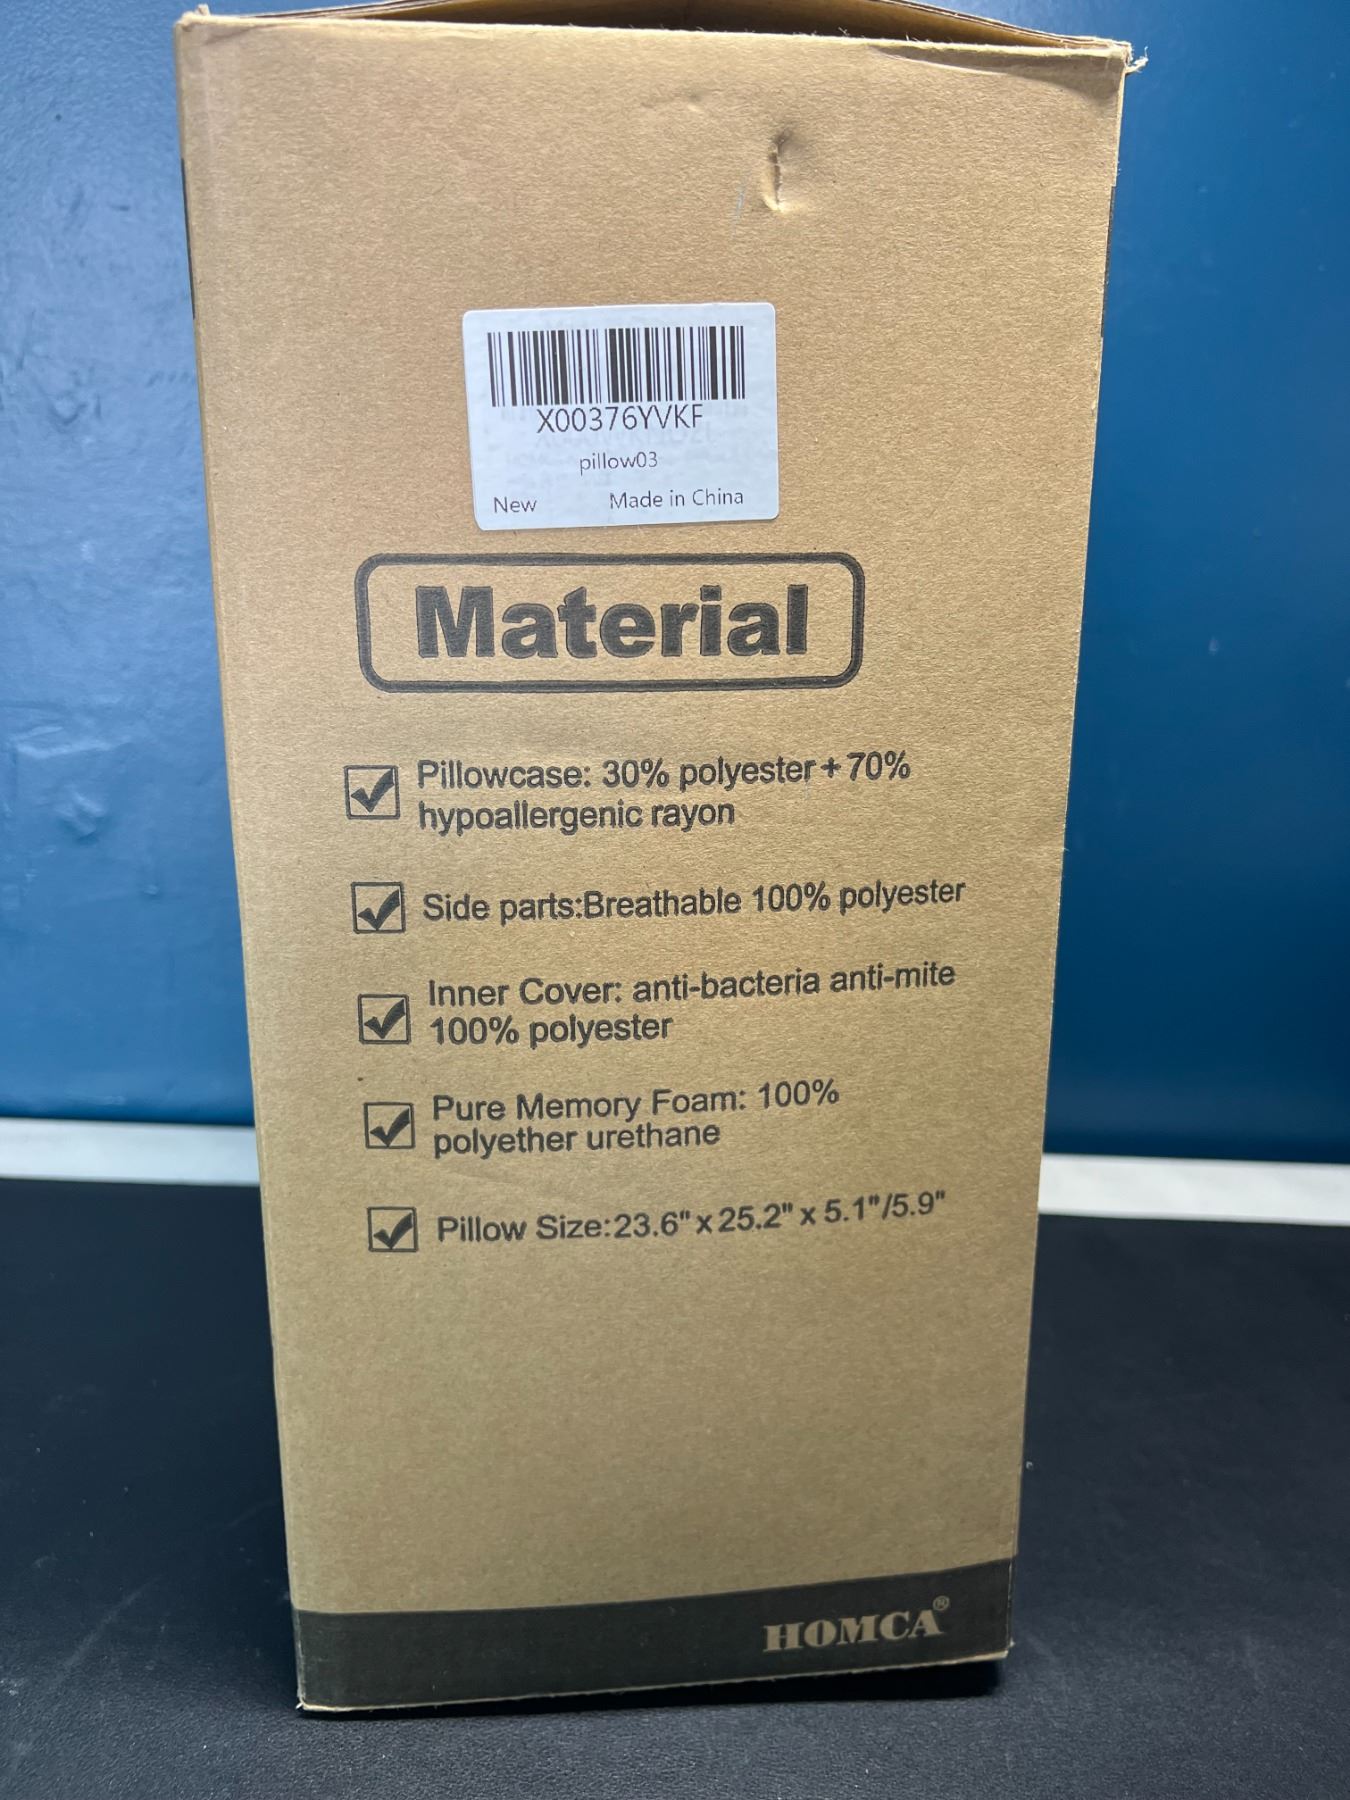 X00376YVKF
pillow03
New Made in China
Material
Pillowcase: 30% polyester + 70%
hypoallergenic rayon
Side parts:Breathable 100% polyester
Inner Cover: anti-bacteria anti-mite
100% polyester
Pure Memory Foam: 100%
polyether urethane
Pillow Size:23.6" x 25.2" x 5.1"/5.9"
HOMCA®